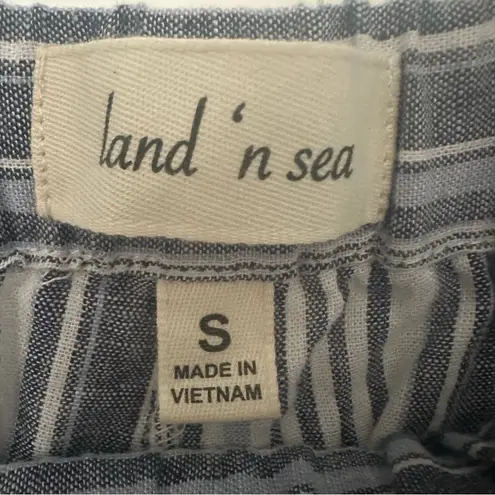 land 'n sea
S
MADE IN
VIETNAM